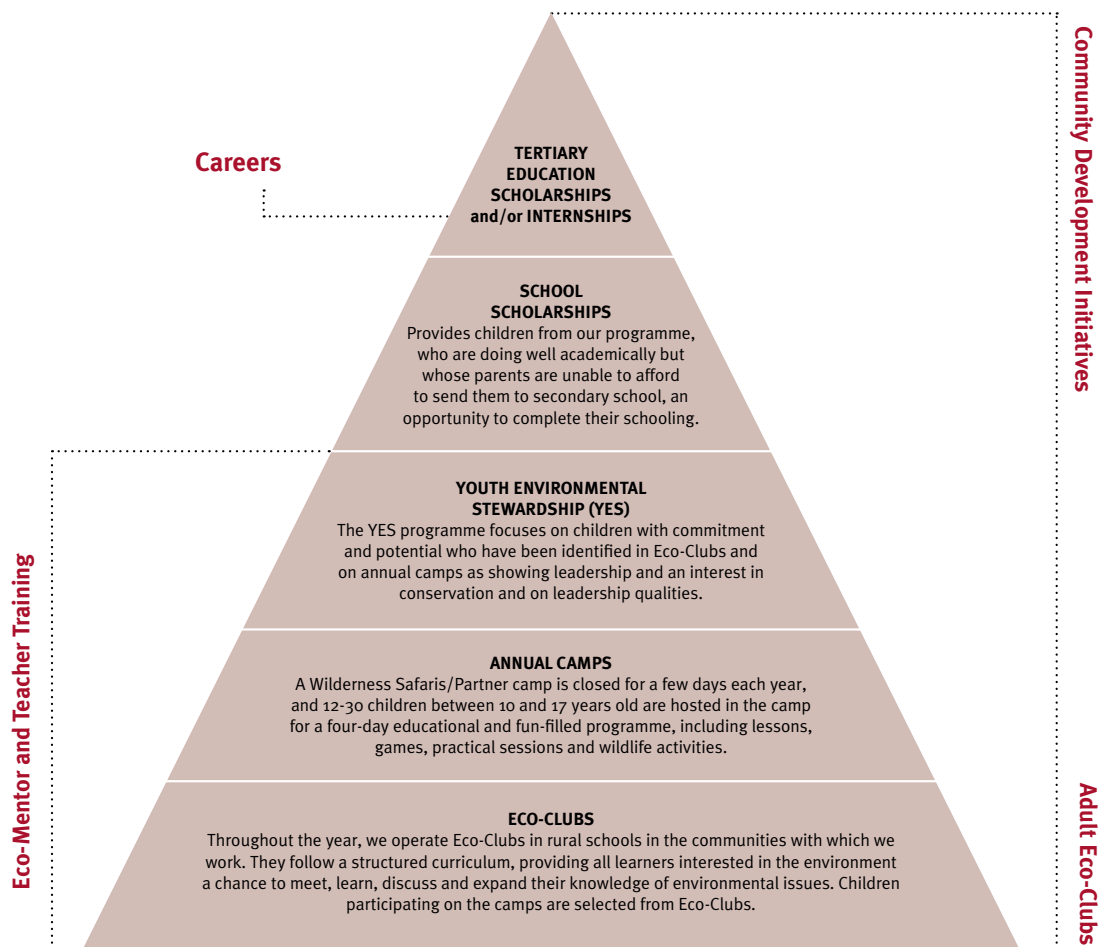 Careers
TERTIARY
EDUCATION
SCHOLARSHIPS
and/or INTERNSHIPS
SCHOOL
SCHOLARSHIPS
Provides children from our programme,
who are doing well academically but
whose parents are unable to afford
to send them to secondary school, an
opportunity to complete their schooling.
YOUTH ENVIRONMENTAL
STEWARDSHIP (YES)
The YES programme focuses on children with commitment
and potential who have been identified in Eco-Clubs and
on annual camps as showing leadership and an interest in
conservation and on leadership qualities.
ANNUAL CAMPS
A Wilderness Safaris/Partner camp is closed for a few days each year,
and 12-30 children between 10 and 17 years old are hosted in the camp
for a four-day educational and fun-filled programme, including lessons,
games, practical sessions and wildlife activities.
ECO-CLUBS
Throughout the year, we operate Eco-Clubs in rural schools in the communities with which we
work. They follow a structured curriculum, providing all learners interested in the environment
a chance to meet, learn, discuss and expand their knowledge of environmental issues. Children
participating on the camps are selected from Eco-Clubs.
Eco-Mentor and Teacher Training
Community Development Initiatives
Adult Eco-Clubs